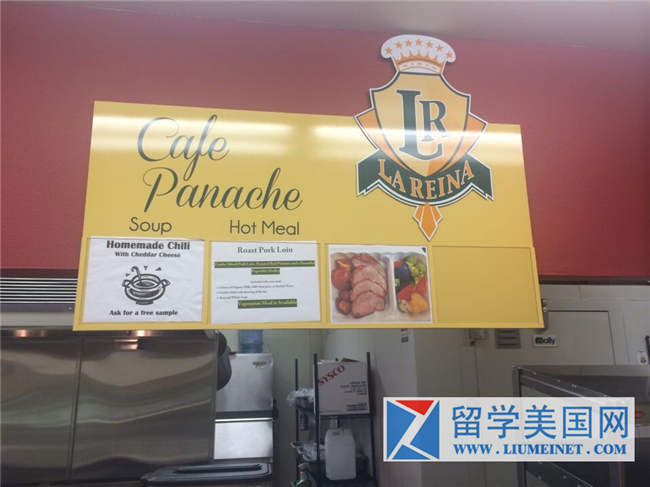 LR
LA REINA
Cafe
Panache
Soup
Hot Meal
Homemade Chili
With Cheddar Cheese
Ask for a free sample
Roast Pork Loin
Vegetarian Meal is Available
SYSCO
留学美国网
WWW.LIUMEINET.COM